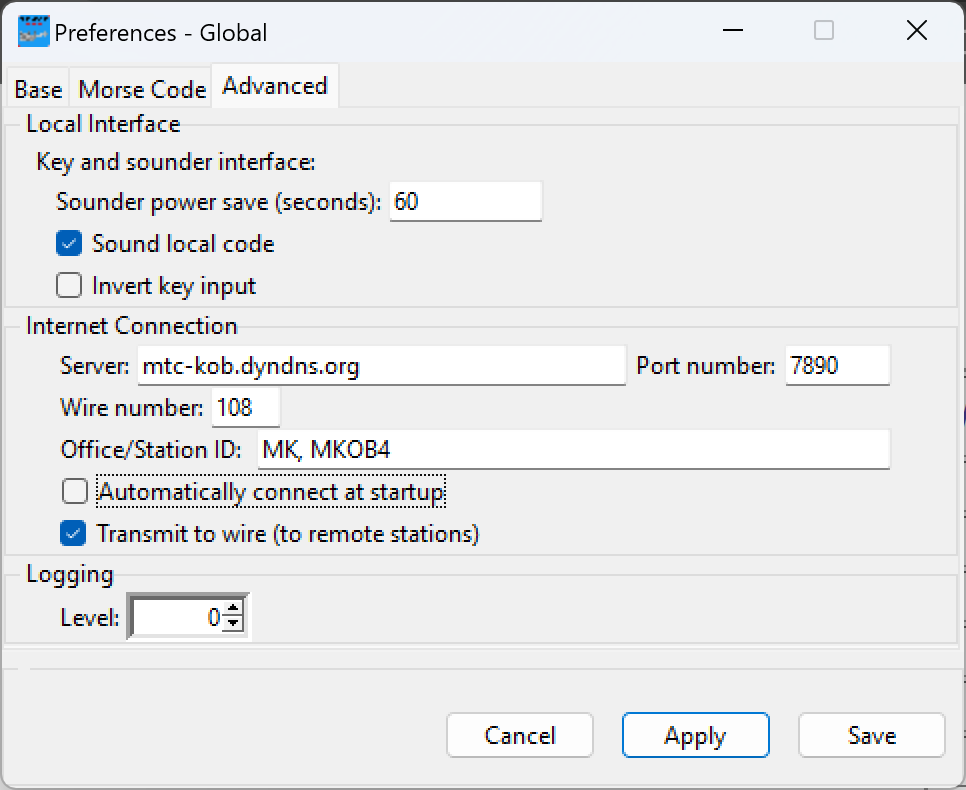 Preferences - Global
Base Morse Code Advanced
Local Interface
Key and sounder interface:
Sounder power save (seconds): 60
Sound local code
Invert key input
Internet Connection
Server: mtc-kob.dyndns.org Port number: 7890
Wire number: 108
Office/Station ID: MK, MKOB4
Automatically connect at startup
Transmit to wire (to remote stations)
Logging
Level: 0
Cancel Apply Save